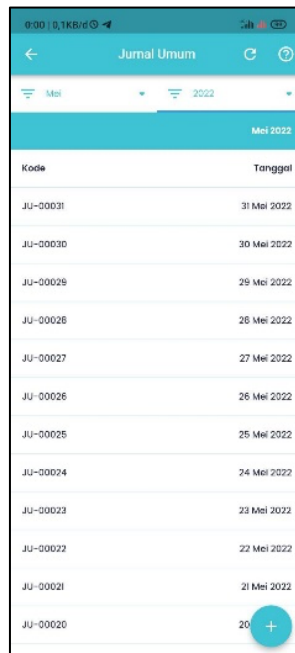 0:00 | 0,1KB/d
Jurnal Umum
Mei 2022
Mei 2022
Kode Tanggal
JU-00031 31 Mei 2022
JU-00030 30 Mei 2022
JU-00029 29 Mei 2022
JU-00028 28 Mei 2022
JU-00027 27 Mei 2022
JU-00026 26 Mei 2022
JU-00025 25 Mei 2022
JU-00024 24 Mei 2022
JU-00023 23 Mei 2022
JU-00022 22 Mei 2022
JU-00021 21 Mei 2022
JU-00020 20